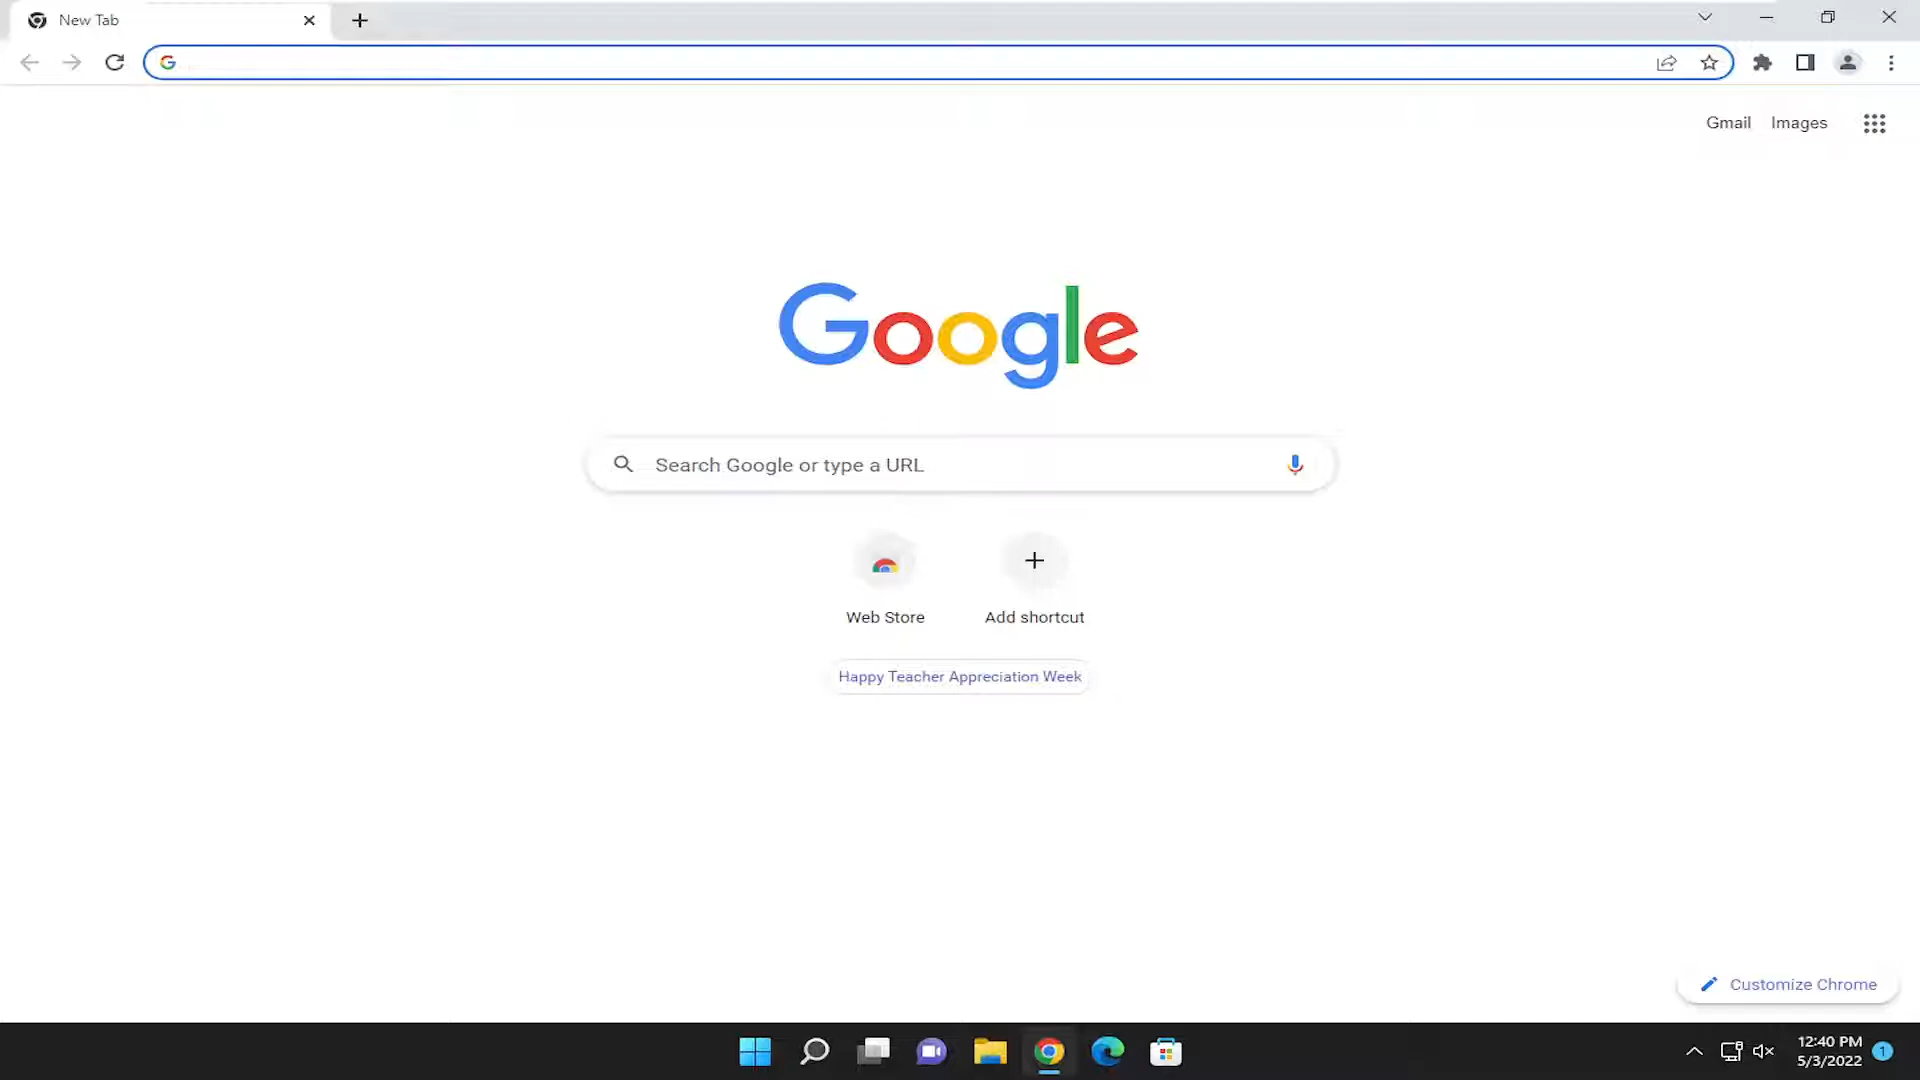 New Tab
Gmail Images
Google
Search Google or type a URL
Web Store
Add shortcut
Happy Teacher Appreciation Week
Customize Chrome
12:40 PM
5/3/2022
1